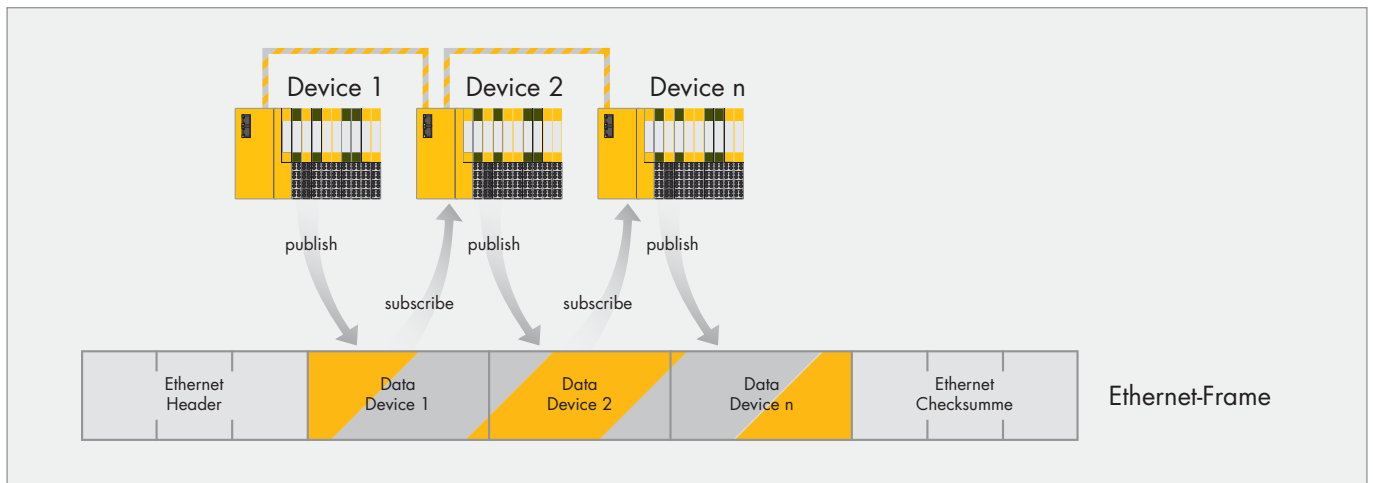 Device 1
Device 2
Device n
publish
publish
publish
subscribe
subscribe
Ethernet
Header
Data
Device 1
Data
Device 2
Data
Device n
Ethernet
Checksumme
Ethernet-Frame